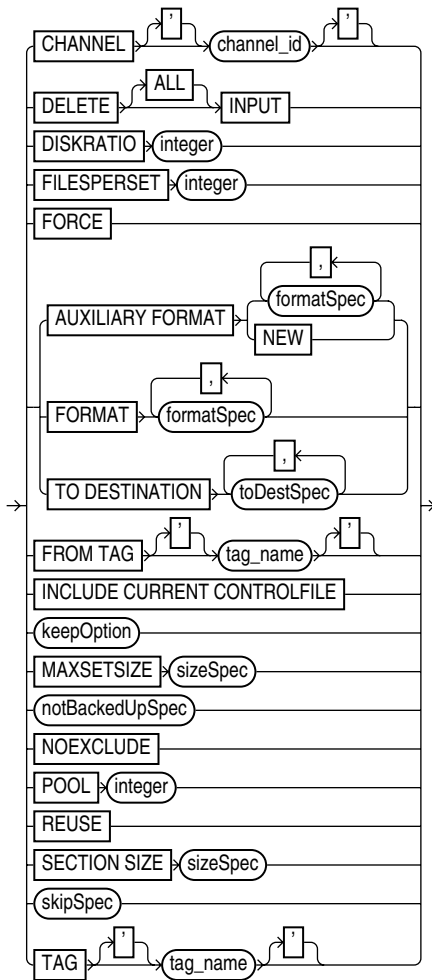 CHANNEL ' channel_id '
DELETE ALL INPUT
DISKRATIO integer
FILESPERSET integer
FORCE
,
formatSpec
AUXILIARY FORMAT
NEW
,
FORMAT formatSpec
,
TO DESTINATION toDestSpec
FROM TAG ' tag_name '
INCLUDE CURRENT CONTROLFILE
keepOption
MAXSETSIZE sizeSpec
notBackedUpSpec
NOEXCLUDE
POOL integer
REUSE
SECTION SIZE sizeSpec
skipSpec
TAG ' tag_name '